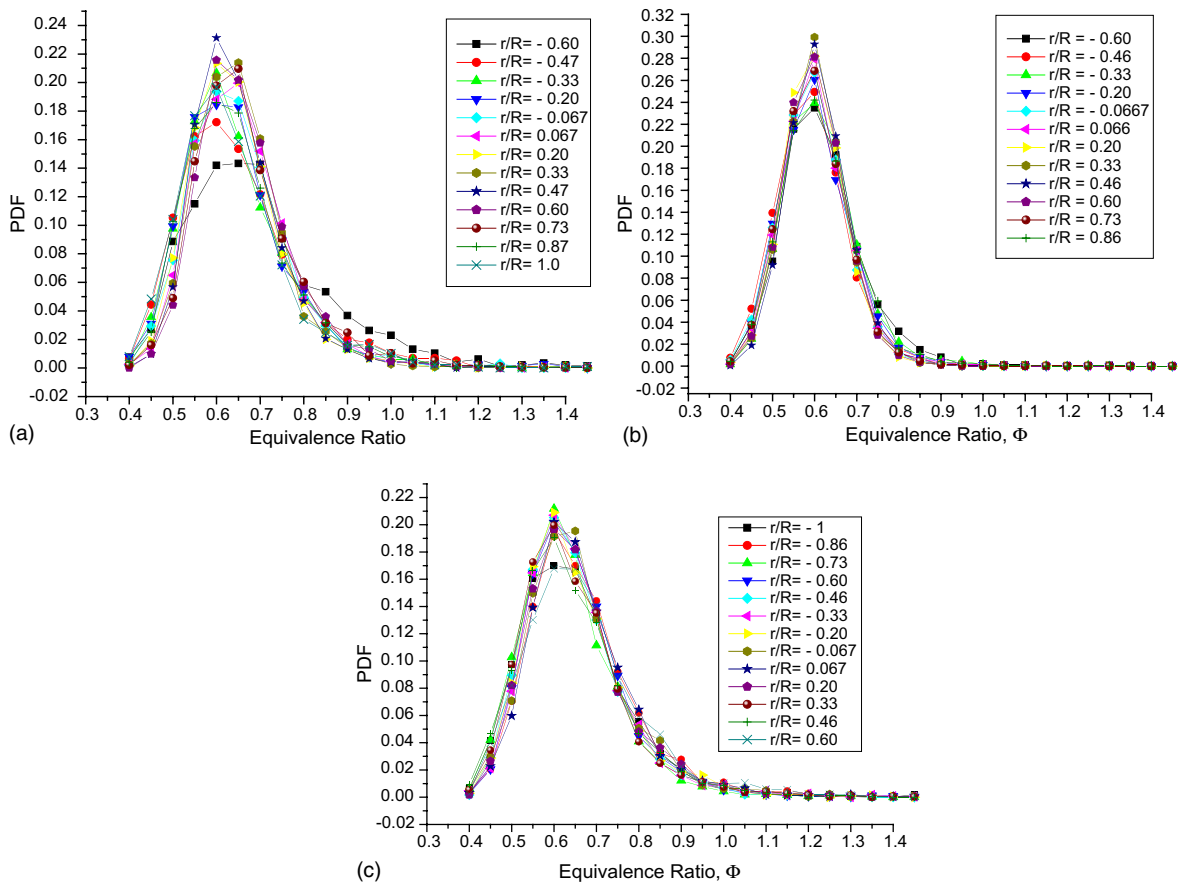 0.24
0.22
0.20
0.18
0.16
0.14
0.12
0.10
0.08
0.06
0.04
0.02
0.00
-0.02
PDF
0.3 0.4 0.5 0.6 0.7 0.8 0.9 1.0 1.1 1.2 1.3 1.4
Equivalence Ratio
(a)
r/R= - 0.60
r/R= - 0.47
r/R= - 0.33
r/R= - 0.20
r/R= - 0.067
r/R= 0.067
r/R= 0.20
r/R= 0.33
r/R= 0.47
r/R= 0.60
r/R= 0.73
r/R= 0.87
r/R= 1.0
0.32
0.30
0.28
0.26
0.24
0.22
0.20
0.18
0.16
0.14
0.12
0.10
0.08
0.06
0.04
0.02
0.00
-0.02
PDF
0.3 0.4 0.5 0.6 0.7 0.8 0.9 1.0 1.1 1.2 1.3 1.4
Equivalence Ratio, Φ
(b)
r/R= - 0.60
r/R = - 0.46
r/R = - 0.33
r/R = - 0.20
r/R = - 0.0667
r/R = 0.066
r/R = 0.20
r/R = 0.33
r/R = 0.46
r/R = 0.60
r/R = 0.73
r/R = 0.86
0.22
0.20
0.18
0.16
0.14
0.12
0.10
0.08
0.06
0.04
0.02
0.00
-0.02
PDF
0.3 0.4 0.5 0.6 0.7 0.8 0.9 1.0 1.1 1.2 1.3 1.4
Equivalence Ratio, Φ
(c)
r/R= - 1
r/R= - 0.86
r/R= - 0.73
r/R= - 0.60
r/R= - 0.46
r/R= - 0.33
r/R= - 0.20
r/R= - 0.067
r/R= 0.067
r/R= 0.20
r/R= 0.33
r/R= 0.46
r/R= 0.60